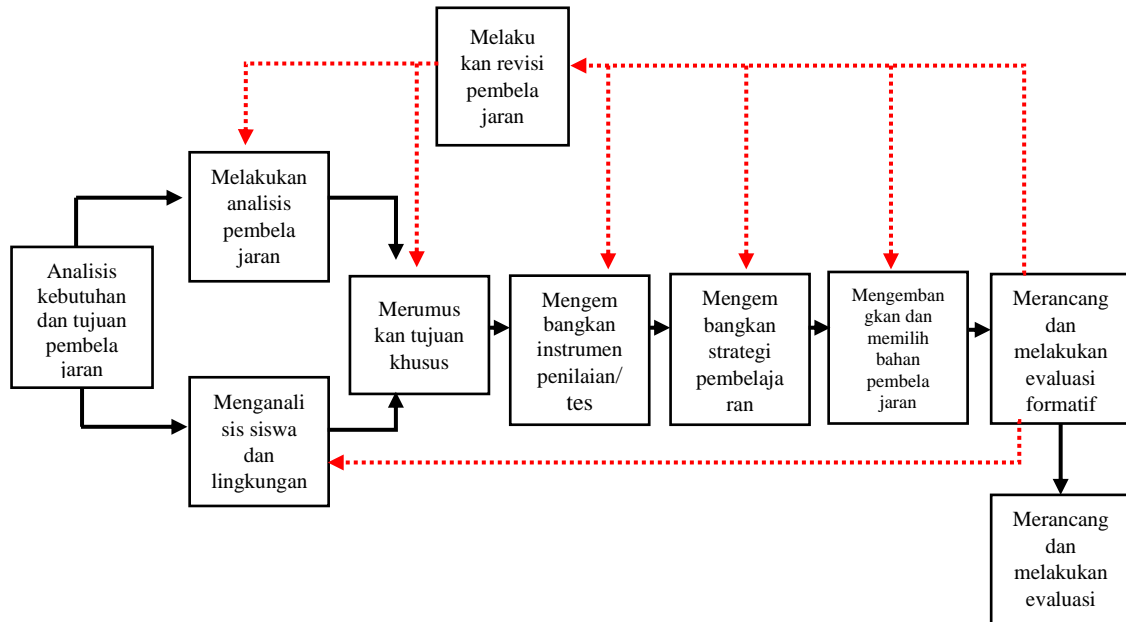 Melaku
kan revisi
pembela
jaran
Melakukan
analisis
pembela
jaran
Analisis
kebutuhan
dan tujuan
pembela
jaran
Menganali
sis siswa
dan
lingkungan
Merumus
kan tujuan
khusus
Mengem
bangkan
instrumen
penilaian/
tes
Mengem
bangkan
strategi
pembelaja
ran
Mengemban
gkan dan
memilih
bahan
pembela
jaran
Merancang
dan
melakukan
evaluasi
formatif
Merancang
dan
melakukan
evaluasi